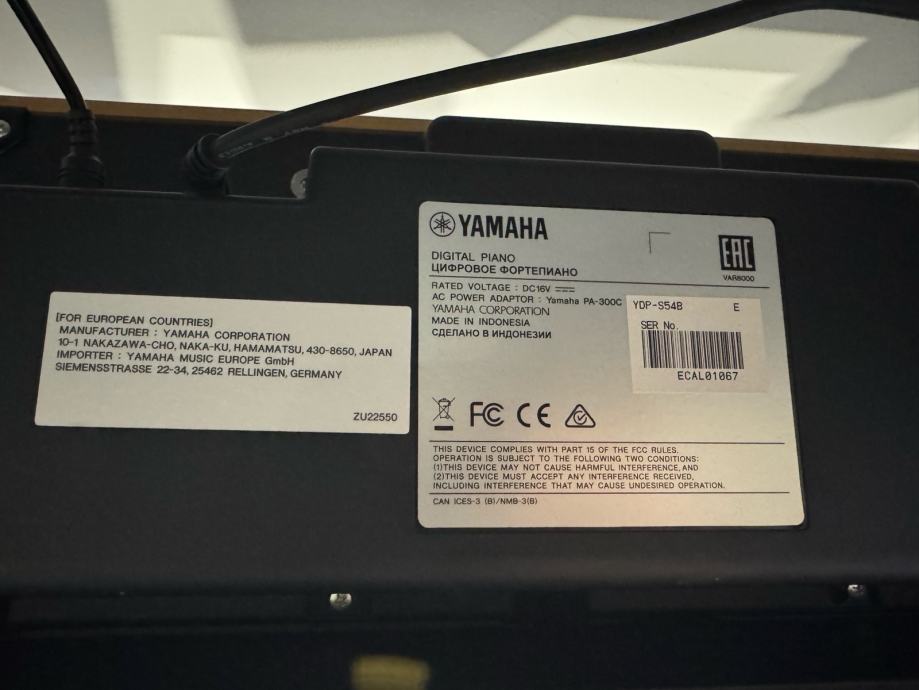 [FOR EUROPEAN COUNTRIES]
MANUFACTURER : YAMAHA CORPORATION
10-1 NAKAZAWA-CHO, NAKA-KU, HAMAMATSU, 430-8650, JAPAN
IMPORTER : YAMAHA MUSIC EUROPE GmbH
SIEMENSSTRASSE 22-34, 25462 RELLINGEN, GERMANY
ZU22550
YAMAHA
DIGITAL PIANO
ЦИФРОВОЕ ФОРТЕПИАНО
EAC
VAR8000
RATED VOLTAGE : DC16V
AC POWER ADAPTOR : Yamaha PA-300C
YAMAHA CORPORATION
MADE IN INDONESIA
СДЕЛАНО В ИНДОНЕЗИИ
YDP-S54B E
SER No.
ECAL01067
FC CE
THIS DEVICE COMPLIES WITH PART 15 OF THE FCC RULES.
OPERATION IS SUBJECT TO THE FOLLOWING TWO CONDITIONS:
(1)THIS DEVICE MAY NOT CAUSE HARMFUL INTERFERENCE, AND
(2)THIS DEVICE MUST ACCEPT ANY INTERFERENCE RECEIVED,
INCLUDING INTERFERENCE THAT MAY CAUSE UNDESIRED OPERATION.
CAN ICES-3 (B)/NMB-3(B)